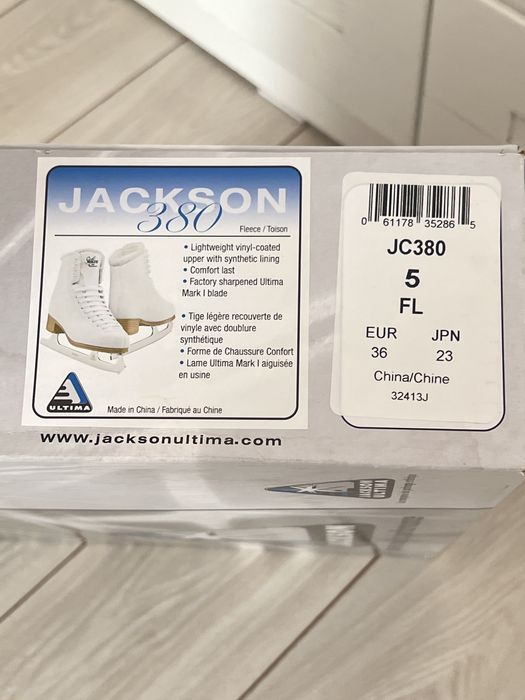 JACKSON
380
Fleece / Toison
• Lightweight vinyl-coated
upper with synthetic lining
• Comfort last
• Factory sharpened Ultima
Mark I blade
• Tige légère recouverte de
vinyle avec doublure
synthétique
• Forme de Chaussure Confort
• Lame Ultima Mark I aiguisée
en usine
ULTIMA
Made in China / Fabriqué au Chine
www.jacksonultima.com
0 61178 35286 5
JC380
5
FL
EUR JPN
36 23
China/Chine
32413J
JACKSON
ULTIMA